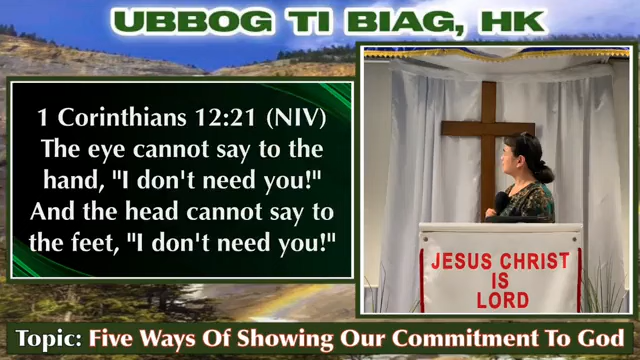 UBBOG TI BIAG, HK
1 Corinthians 12:21 (NIV)
The eye cannot say to the
hand, "I don't need you!"
And the head cannot say to
the feet, "I don't need you!"
JESUS CHRIST
IS
LORD
Topic: Five Ways Of Showing Our Commitment To God